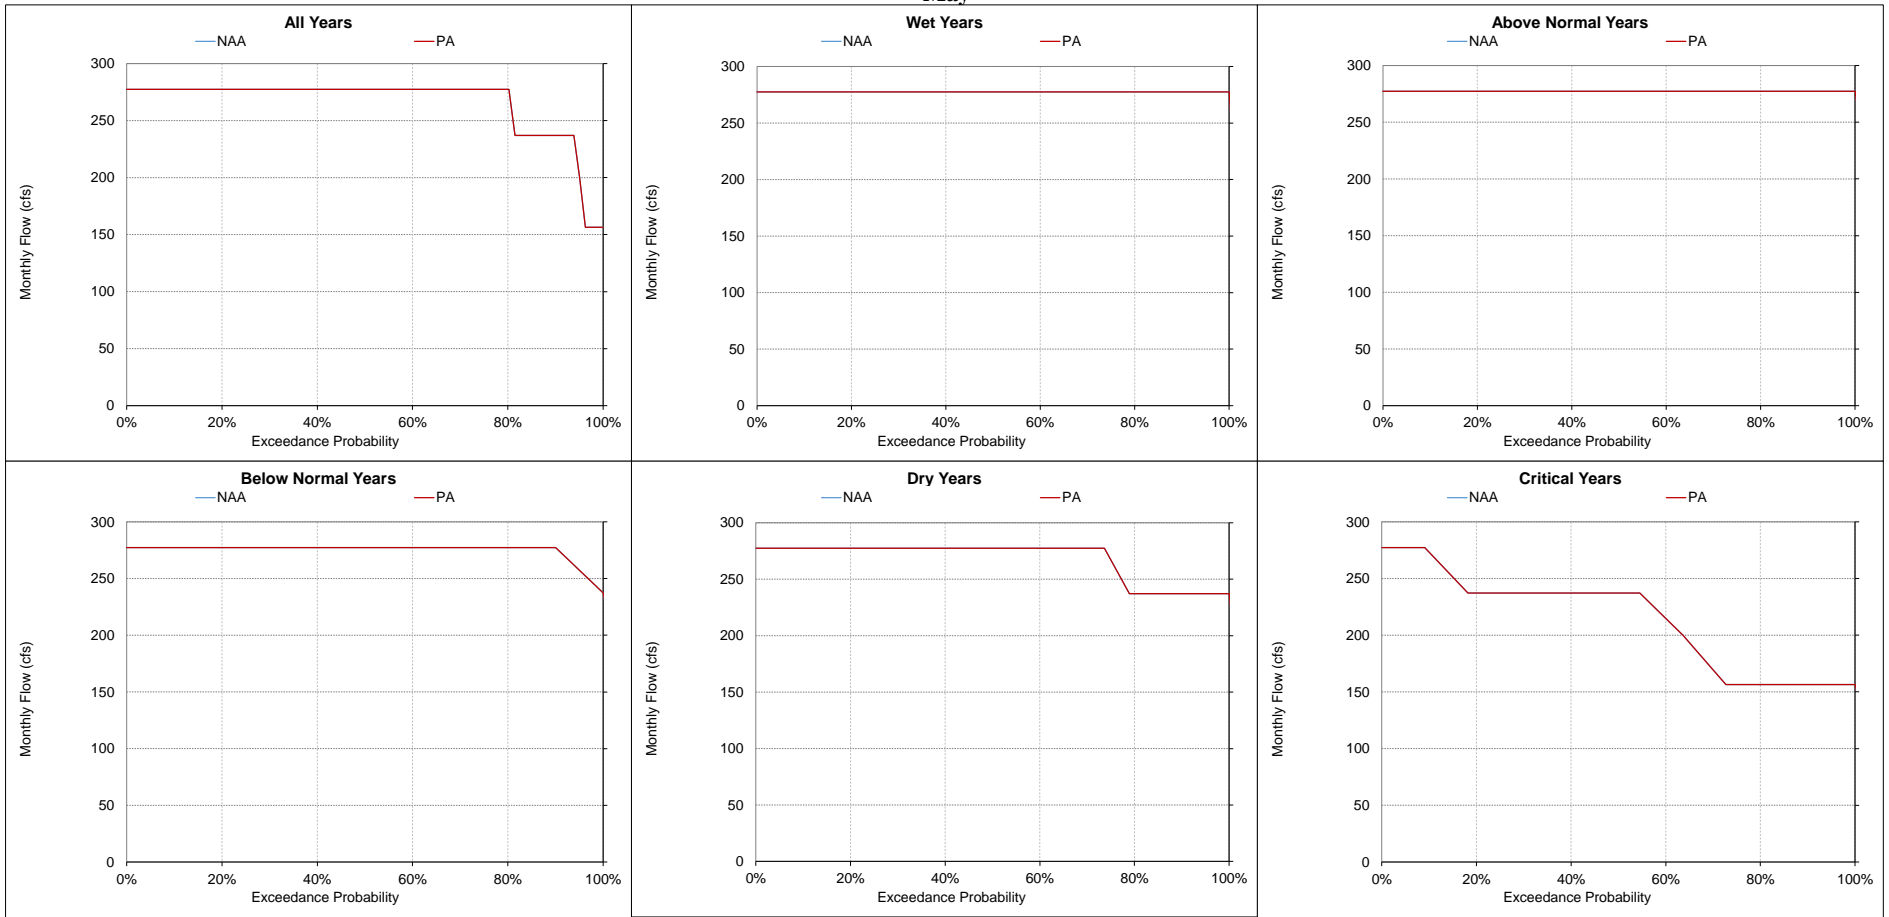 May
All Years
NAA PA
300
250
200
150
100
50
0
0% 20% 40% 60% 80% 100%
Exceedance Probability
Monthly Flow (cfs)
Wet Years
NAA PA
300
250
200
150
100
50
0
0% 20% 40% 60% 80% 100%
Exceedance Probability
Monthly Flow (cfs)
Above Normal Years
NAA PA
300
250
200
150
100
50
0
0% 20% 40% 60% 80% 100%
Exceedance Probability
Monthly Flow (cfs)
Below Normal Years
NAA PA
300
250
200
150
100
50
0
0% 20% 40% 60% 80% 100%
Exceedance Probability
Monthly Flow (cfs)
Dry Years
NAA PA
300
250
200
150
100
50
0
0% 20% 40% 60% 80% 100%
Exceedance Probability
Monthly Flow (cfs)
Critical Years
NAA PA
300
250
200
150
100
50
0
0% 20% 40% 60% 80% 100%
Exceedance Probability
Monthly Flow (cfs)